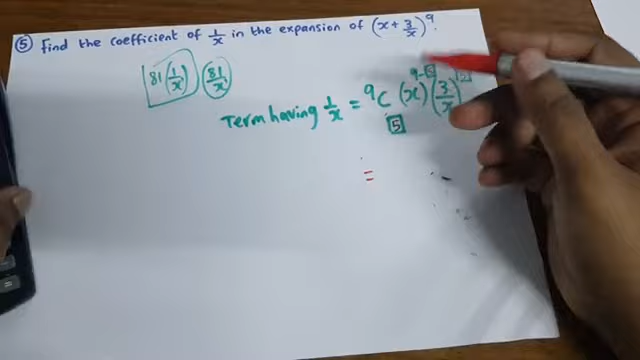 ⑤ Find the coefficient of 1/x in the expansion of (x + 3/x)^9.
81(1/x) 81/x
Term having 1/x = 9C5 (x)^9-5 (3/x)^5
=